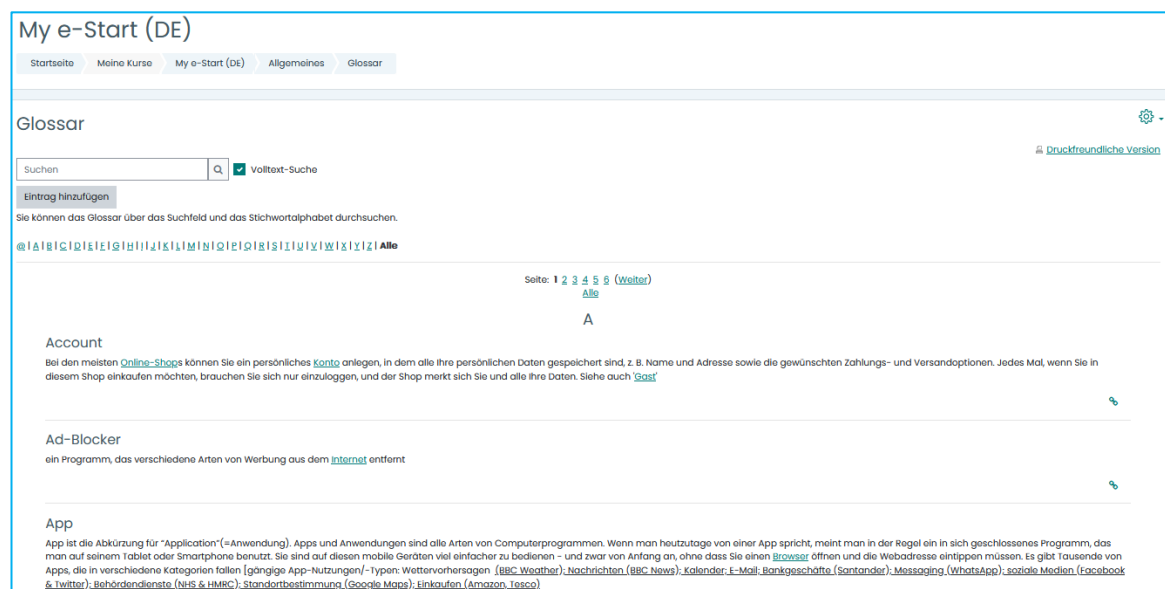 My e-Start (DE)
Startseite Meine Kurse My e-Start (DE) Allgemeines Glossar
Glossar
Druckfreundliche Version
Suchen Volltext-Suche
Eintrag hinzufügen
Sie können das Glossar über das Suchfeld und das Stichwortalphabet durchsuchen.
@ | A | B | C | D | E | F | G | H | I | J | K | L | M | N | O | P | Q | R | S | T | U | V | W | X | Y | Z | Alle
Seite: 1 2 3 4 5 6 (Weiter)
Alle
A
Account
Bei den meisten Online-Shops können Sie ein persönliches Konto anlegen, in dem alle Ihre persönlichen Daten gespeichert sind, z. B. Name und Adresse sowie die gewünschten Zahlungs- und Versandoptionen. Jedes Mal, wenn Sie in
diesem Shop einkaufen möchten, brauchen Sie sich nur einzuloggen, und der Shop merkt sich Sie und alle Ihre Daten. Siehe auch 'Gast'
Ad-Blocker
ein Programm, das verschiedene Arten von Werbung aus dem Internet entfernt
App
App ist die Abkürzung für "Application"(=Anwendung). Apps und Anwendungen sind alle Arten von Computerprogrammen. Wenn man heutzutage von einer App spricht, meint man in der Regel ein in sich geschlossenes Programm, das
man auf seinem Tablet oder Smartphone benutzt. Sie sind auf diesen mobile Geräten viel einfacher zu bedienen - und zwar von Anfang an, ohne dass Sie einen Browser öffnen und die Webadresse eintippen müssen. Es gibt Tausende von
Apps, die in verschiedene Kategorien fallen [gängige App-Nutzungen/-Typen: Wettervorhersagen (BBC Weather); Nachrichten (BBC News); Kalender; E-Mail; Bankgeschäfte (Santander); Messaging (WhatsApp); soziale Medien (Facebook
& Twitter); Behördendienste (NHS & HMRC); Standortbestimmung (Google Maps); Einkaufen (Amazon, Tesco)